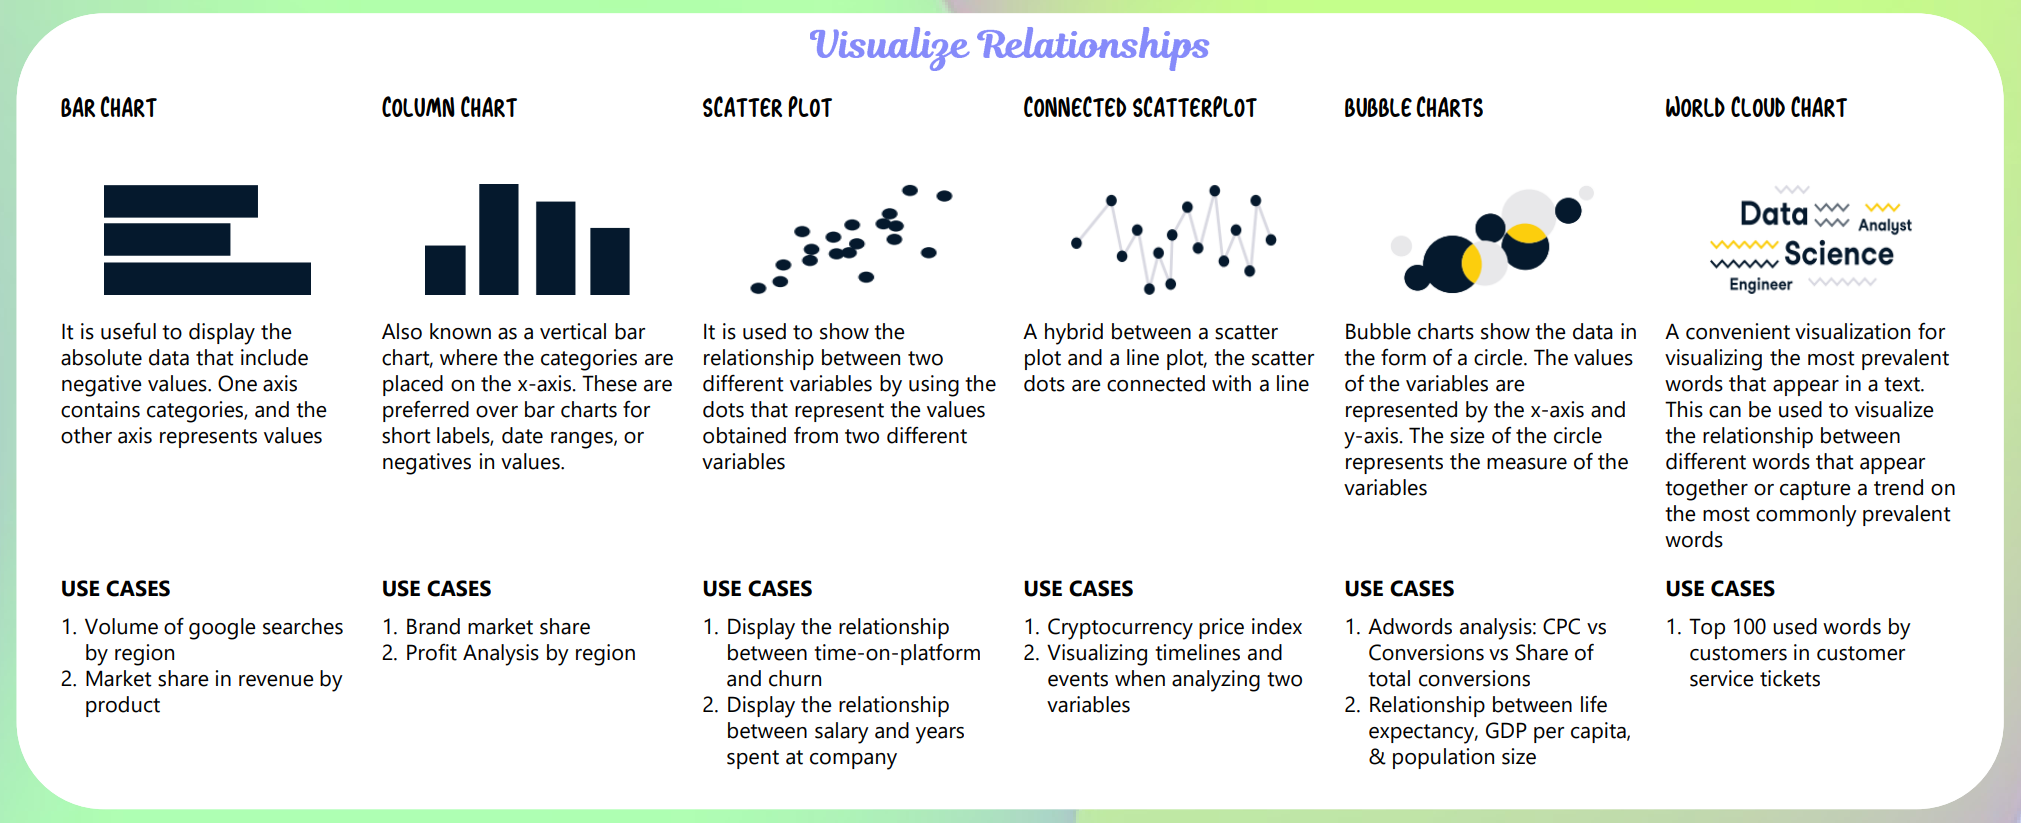 Visualize Relationships
BAR CHART
It is useful to display the
absolute data that include
negative values. One axis
contains categories, and the
other axis represents values
USE CASES
1. Volume of google searches
by region
2. Market share in revenue by
product
COLUMN CHART
Also known as a vertical bar
chart, where the categories are
placed on the x-axis. These are
preferred over bar charts for
short labels, date ranges, or
negatives in values.
USE CASES
1. Brand market share
2. Profit Analysis by region
SCATTER PLOT
It is used to show the
relationship between two
different variables by using the
dots that represent the values
obtained from two different
variables
USE CASES
1. Display the relationship
between time-on-platform
and churn
2. Display the relationship
between salary and years
spent at company
CONNECTED SCATTERPLOT
A hybrid between a scatter
plot and a line plot, the scatter
dots are connected with a line
USE CASES
1. Cryptocurrency price index
2. Visualizing timelines and
events when analyzing two
variables
BUBBLE CHARTS
Bubble charts show the data in
the form of a circle. The values
of the variables are
represented by the x-axis and
y-axis. The size of the circle
represents the measure of the
variables
USE CASES
1. Adwords analysis: CPC vs
Conversions vs Share of
total conversions
2. Relationship between life
expectancy, GDP per capita,
& population size
WORLD CLOUD CHART
Data
Analyst
Science
Engineer
A convenient visualization for
visualizing the most prevalent
words that appear in a text.
This can be used to visualize
the relationship between
different words that appear
together or capture a trend on
the most commonly prevalent
words
USE CASES
1. Top 100 used words by
customers in customer
service tickets